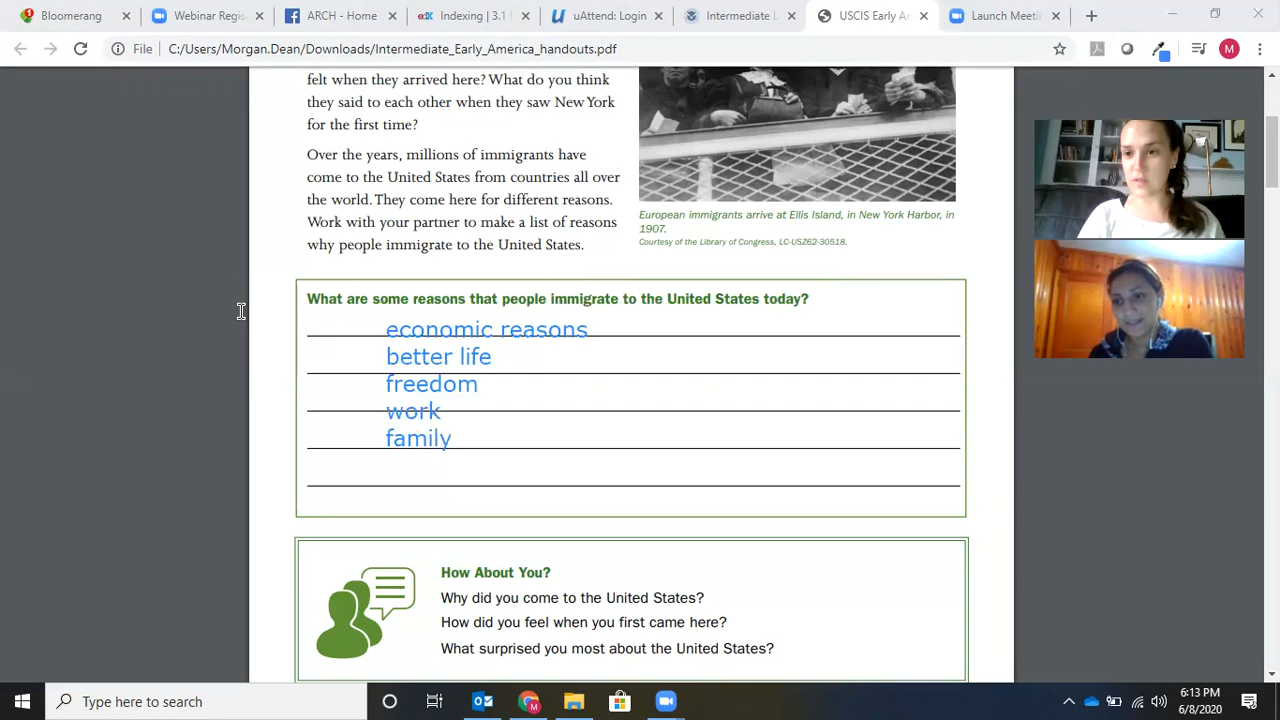 Bloomerang
Webinar Regis
ARCH - Home
Indexing | 3.1
uAttend: Login
Intermediate L
USCIS Early A
Launch Meeti
File
C:/Users/Morgan.Dean/Downloads/Intermediate_Early_America_handouts.pdf
M
felt when they arrived here? What do you think
they said to each other when they saw New York
for the first time?
Over the years, millions of immigrants have
come to the United States from countries all over
the world. They come here for different reasons.
Work with your partner to make a list of reasons
why people immigrate to the United States.
European immigrants arrive at Ellis Island, in New York Harbor, in
1907.
Courtesy of the Library of Congress, LC-USZ62-30518.
What are some reasons that people immigrate to the United States today?
economic reasons
better life
freedom
work
family
How About You?
Why did you come to the United States?
How did you feel when you first came here?
What surprised you most about the United States?
Type here to search
6:13 PM
6/8/2020